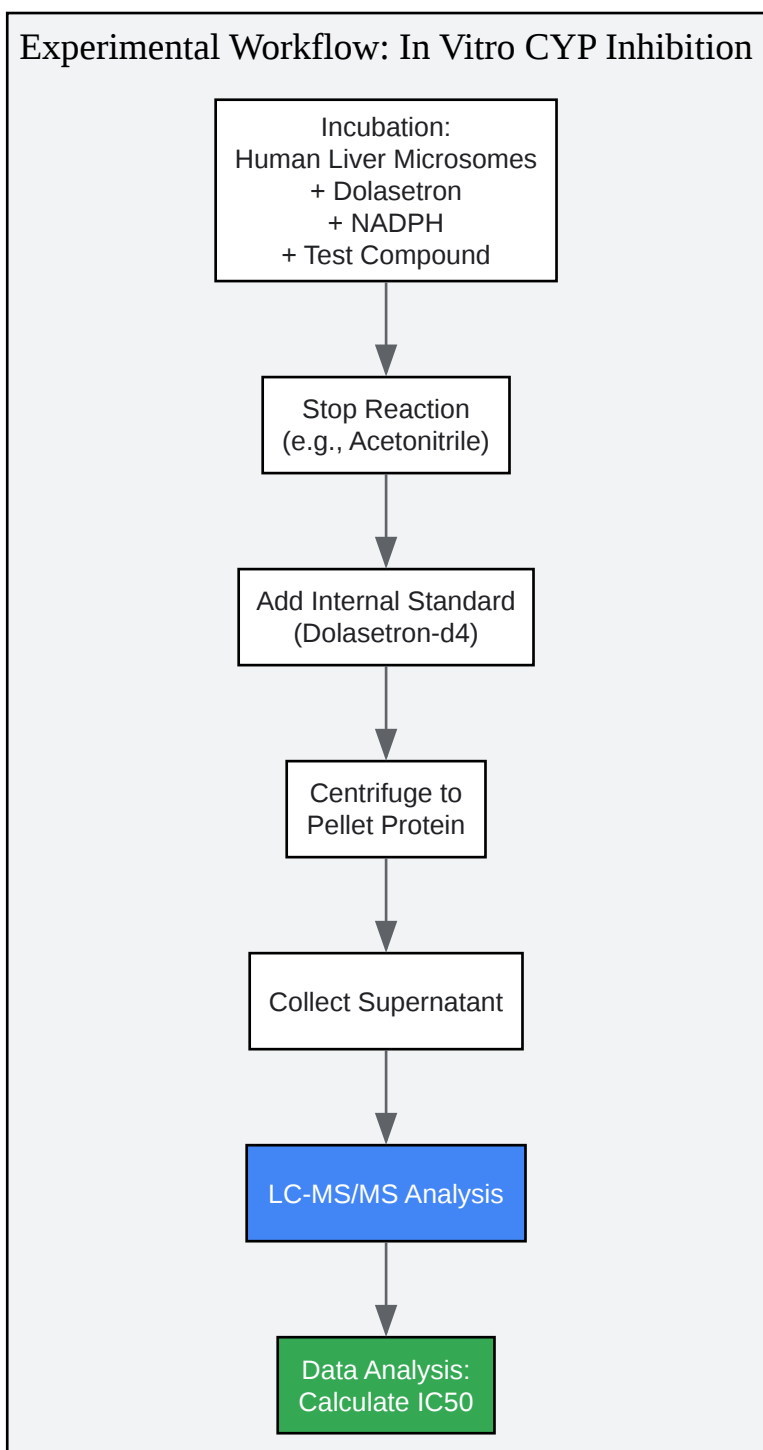 Experimental Workflow: In Vitro CYP Inhibition
Incubation:
Human Liver Microsomes
+ Dolasetron
+ NADPH
+ Test Compound
Stop Reaction
(e.g., Acetonitrile)
Add Internal Standard
(Dolasetron-d4)
Centrifuge to
Pellet Protein
Collect Supernatant
LC-MS/MS Analysis
Data Analysis:
Calculate IC50